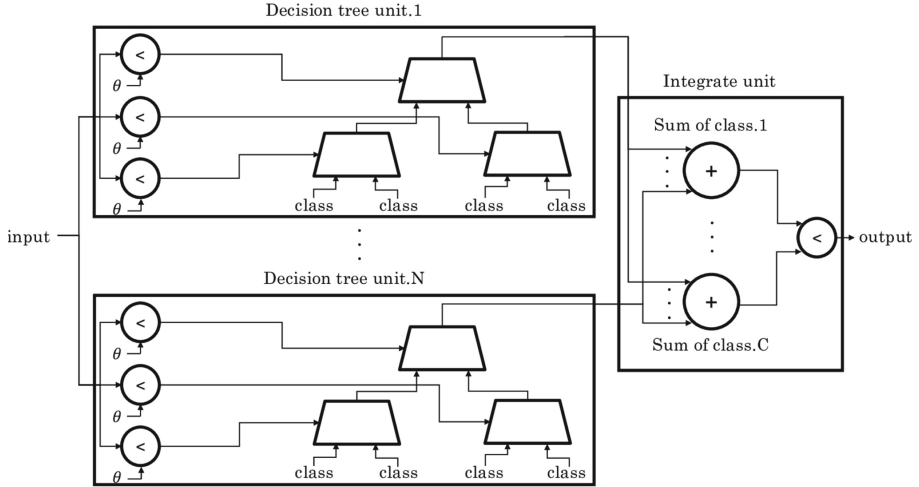 Decision tree unit.1
<
θ
<
θ
<
θ
class class class class
Integrate unit
Sum of class.1
+
<
output
+
Sum of class.C
input
Decision tree unit.N
<
θ
<
θ
<
θ
class class class class